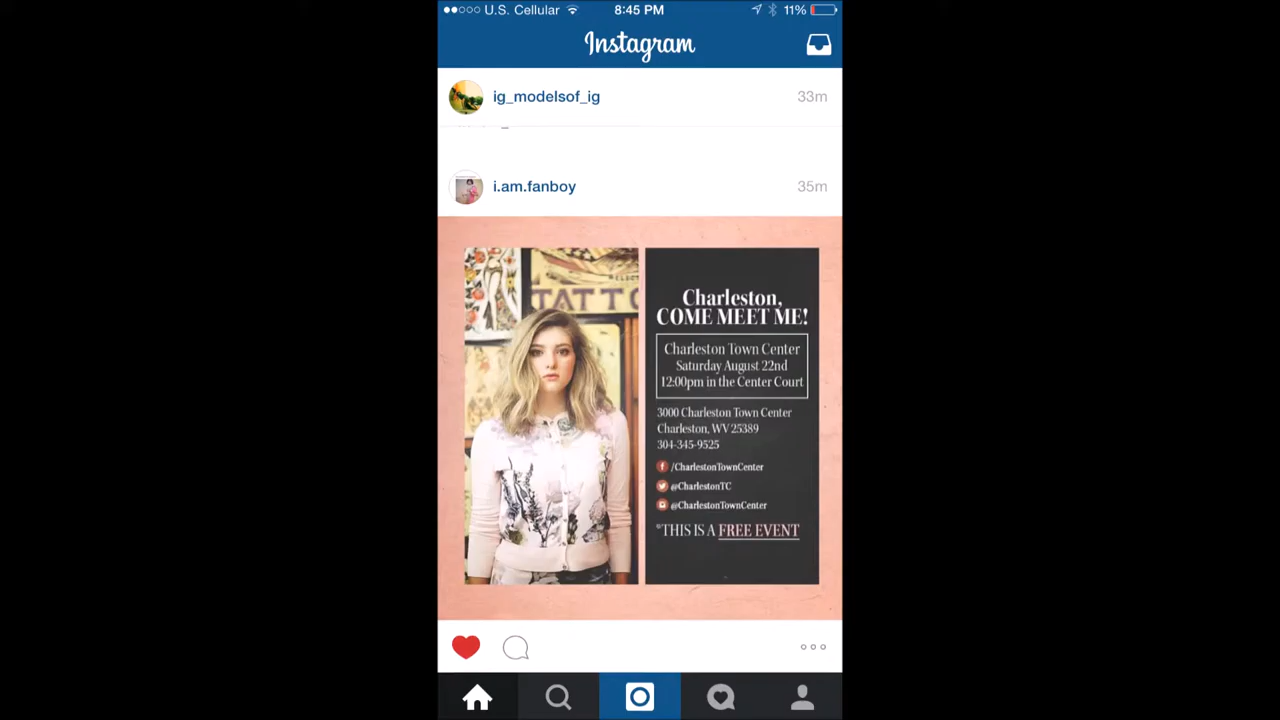 U.S. Cellular 8:45 PM 11%
Instagram
ig_modelsof_ig 33m
i.am.fanboy 35m
TATTO
Charleston,
COME MEET ME!
Charleston Town Center
Saturday August 22nd
12:00pm in the Center Court
3000 Charleston Town Center
Charleston, WV 25389
304-345-9525
/CharlestonTownCenter
@CharlestonTC
@CharlestonTownCenter
*THIS IS A FREE EVENT